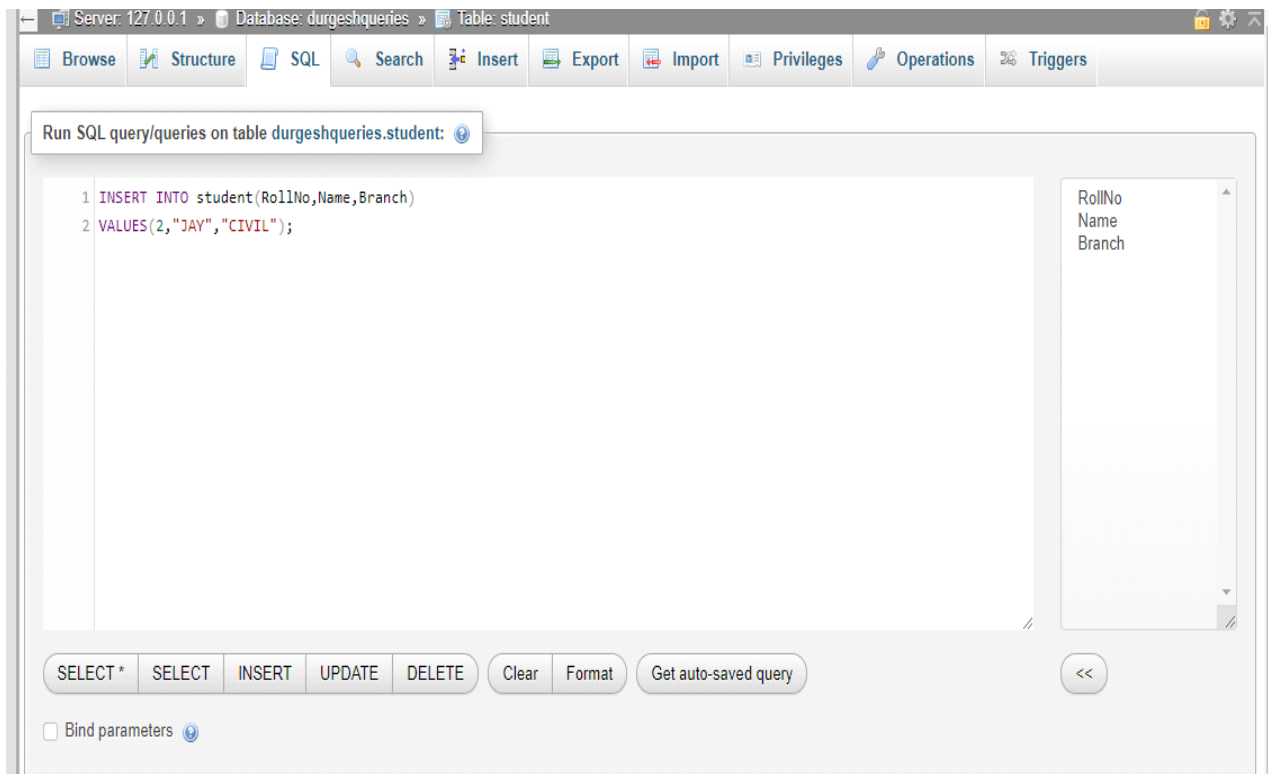 Server: 127.0.0.1 » Database: durgeshqueries » Table: student
Browse Structure SQL Search Insert Export Import Privileges Operations Triggers
Run SQL query/queries on table durgeshqueries.student:
1 INSERT INTO student(RollNo,Name,Branch)
2 VALUES(2,"JAY","CIVIL");
RollNo
Name
Branch
SELECT * SELECT INSERT UPDATE DELETE Clear Format Get auto-saved query <<
Bind parameters